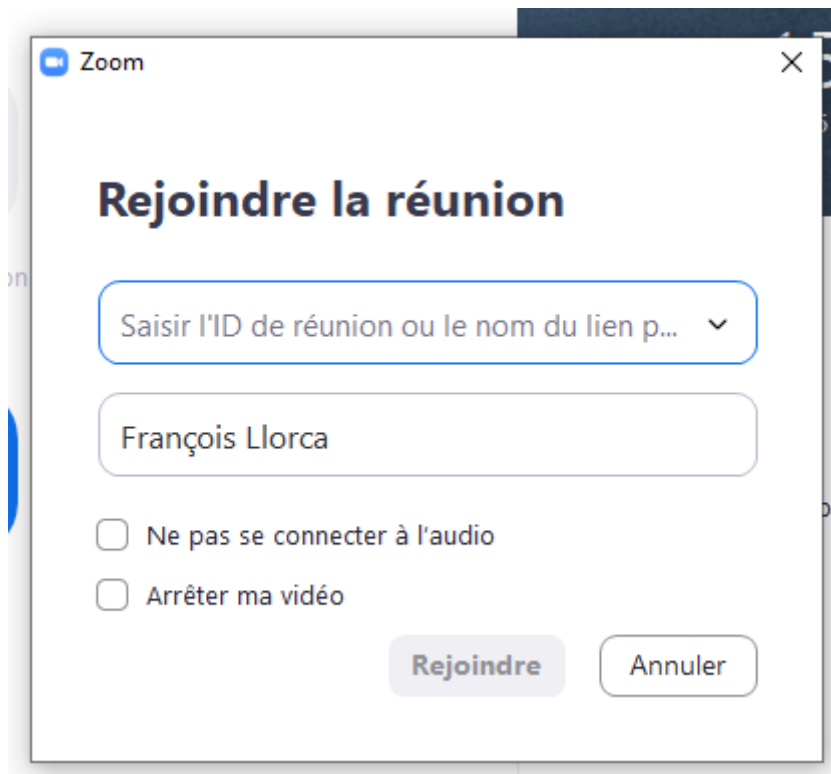 Zoom
Rejoindre la réunion
on
Saisir l'ID de réunion ou le nom du lien p...
François Llorca
Ne pas se connecter à l'audio
Arrêter ma vidéo
Rejoindre
Annuler